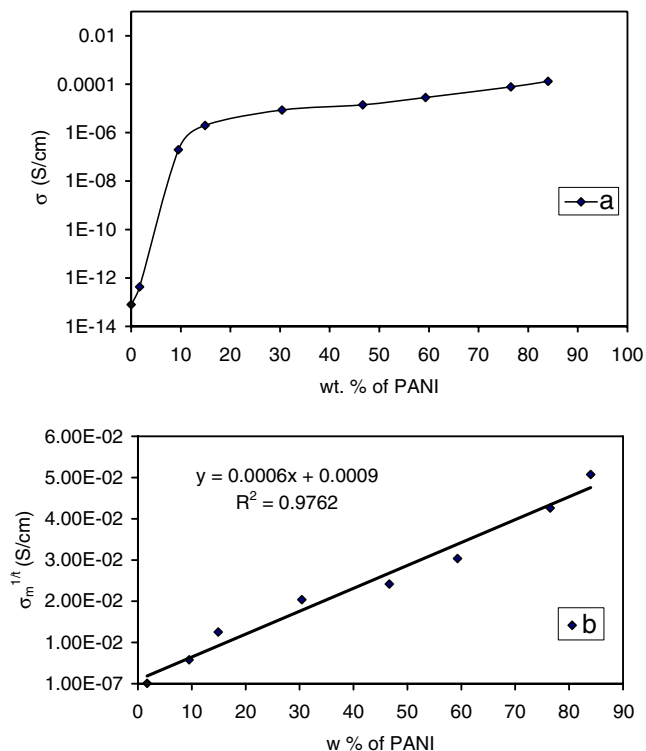 0.01
0.0001
1E-06
1E-08
1E-10
1E-12
1E-14
σ (S/cm)
a
0 10 20 30 40 50 60 70 80 90 100
wt. % of PANI
6.00E-02
5.00E-02
4.00E-02
3.00E-02
2.00E-02
1.00E-02
1.00E-07
σm^1/t (S/cm)
y = 0.0006x + 0.0009
R² = 0.9762
b
0 10 20 30 40 50 60 70 80 90
w % of PANI